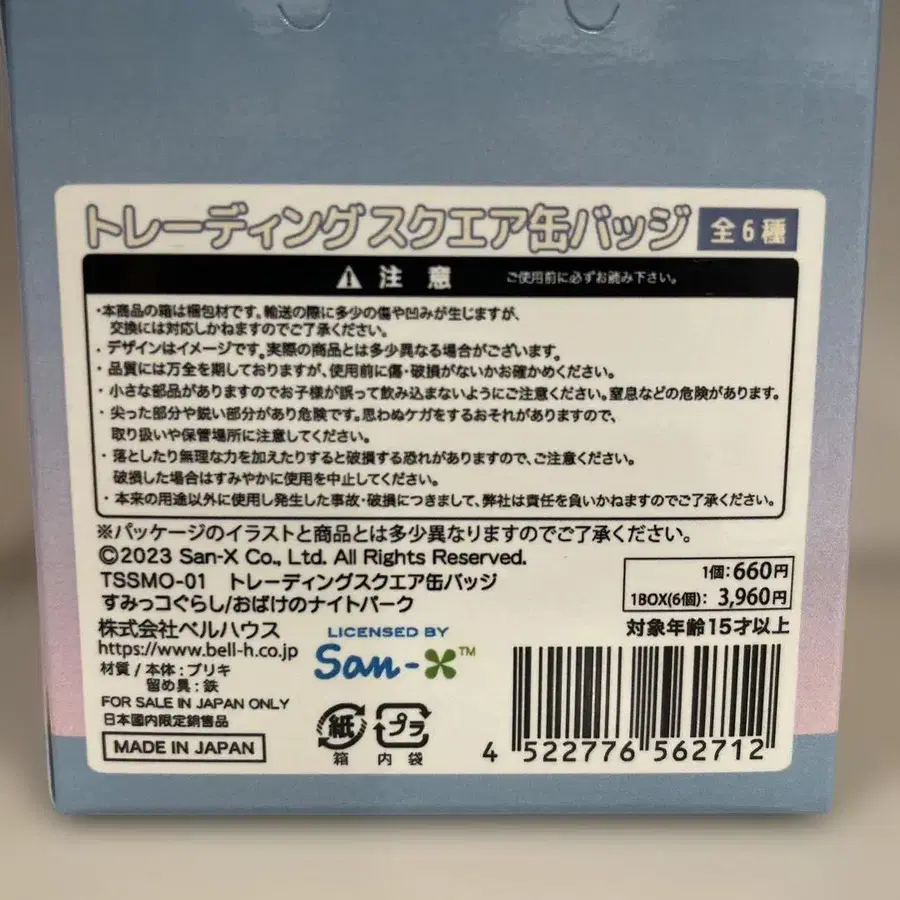 トレーディングスクエア缶バッジ 全6種
注意 ご使用前に必ずお読み下さい。
・本商品の箱は梱包材です。輸送の際に多少の傷や凹みが生じますが、
交換には対応しかねますのでご了承ください。
・デザインはイメージです。実際の商品とは多少異なる場合がございます。
・品質には万全を期しておりますが、使用前に傷・破損がないかお確かめください。
・小さな部品がありますのでお子様が誤って飲み込まないようにご注意ください。窒息などの危険があります。
・尖った部分や鋭い部分があり危険です。思わぬケガをするおそれがありますので、
取り扱いや保管場所に注意してください。
・落としたり無理な力を加えたりすると破損する恐れがありますので、ご注意ください。
破損した場合はすみやかに使用を中止してください。
・本来の用途以外に使用し発生した事故・破損につきまして、弊社は責任を負いかねますのでご了承ください。
※パッケージのイラストと商品とは多少異なりますのでご了承ください。
©2023 San-X Co., Ltd. All Rights Reserved.
TSSMO-01 トレーディングスクエア缶バッジ
すみっコぐらし/おばけのナイトパーク
1個:660円
1BOX(6個):3,960円
株式会社ベルハウス
https://www.bell-h.co.jp
材質/本体:ブリキ
留め具:鉄
FOR SALE IN JAPAN ONLY
日本國内限定銷售品
MADE IN JAPAN
LICENSED BY
San-X™
紙 プラ
箱 内袋
対象年齢15才以上
4 522776 562712